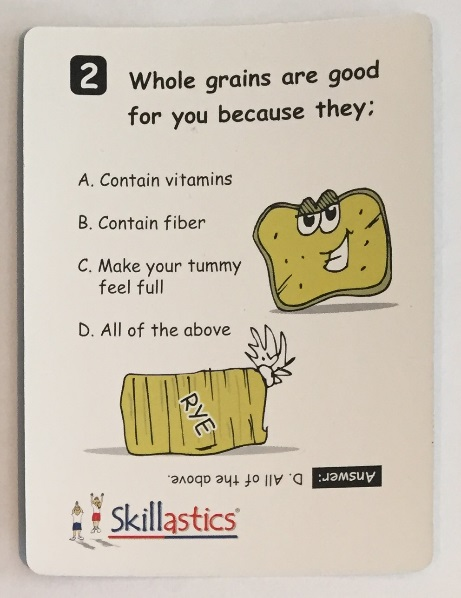 2
Whole grains are good
for you because they;
A. Contain vitamins
B. Contain fiber
C. Make your tummy
feel full
D. All of the above
RYE
Answer: D. All of the above.
Skillastics®